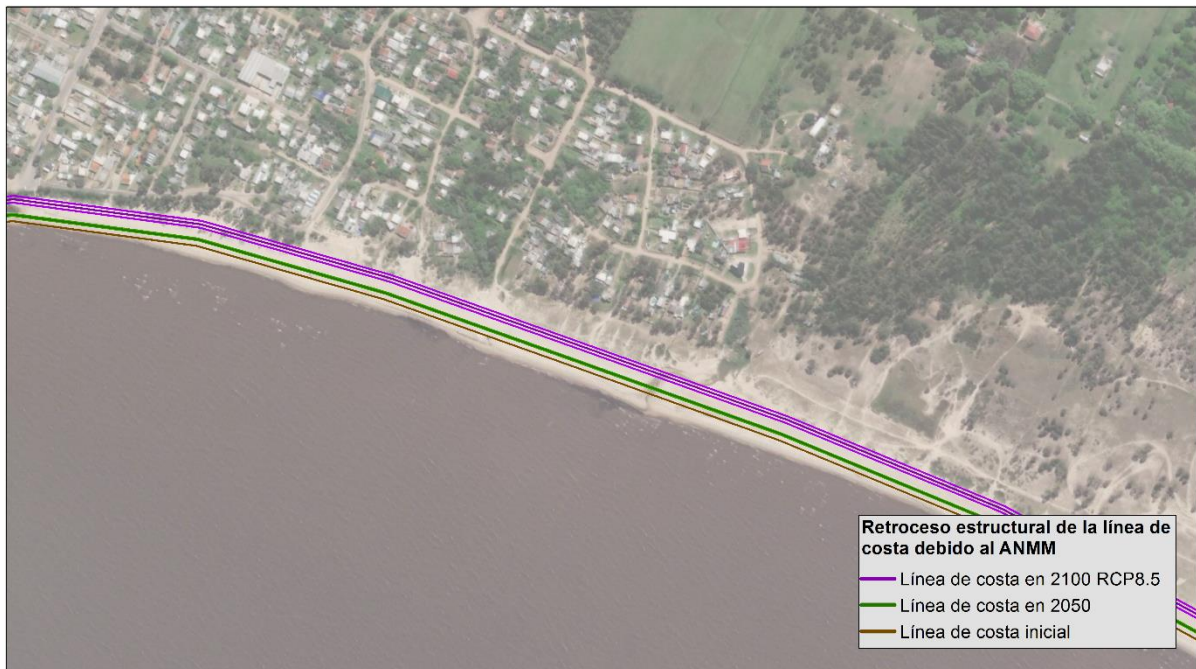 Retroceso estructural de la línea de
costa debido al ANMM
Línea de costa en 2100 RCP8.5
Línea de costa en 2050
Línea de costa inicial